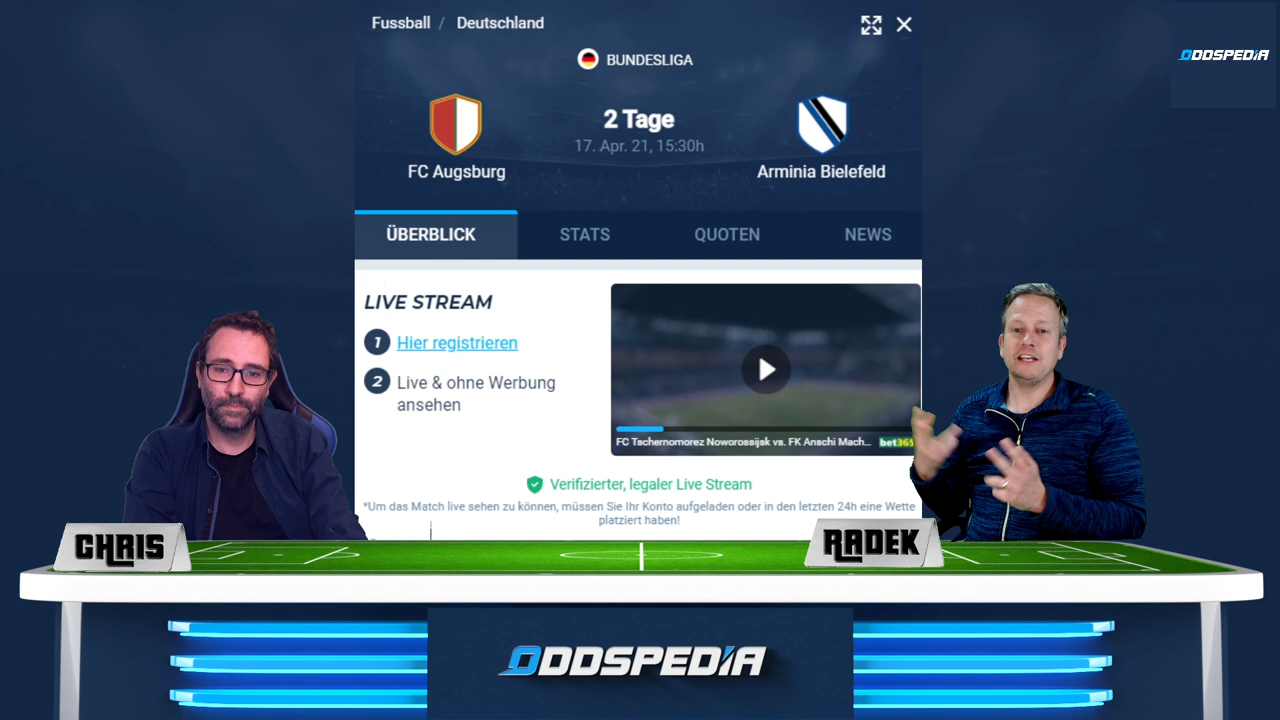 Fussball / Deutschland
ODDSPEDIA
BUNDESLIGA
2 Tage
17. Apr. 21, 15:30h
FC Augsburg
Arminia Bielefeld
ÜBERBLICK
STATS
QUOTEN
NEWS
LIVE STREAM
1 Hier registrieren
2 Live & ohne Werbung
ansehen
FC Tschernomorez Noworossijsk vs. FK Anschi Mach... bet365
Verifizierter, legaler Live Stream
*Um das Match live sehen zu können, müssen Sie Ihr Konto aufgeladen oder in den letzten 24h eine Wette
platziert haben!
CHRIS
RADEK
ODDSPEDIA